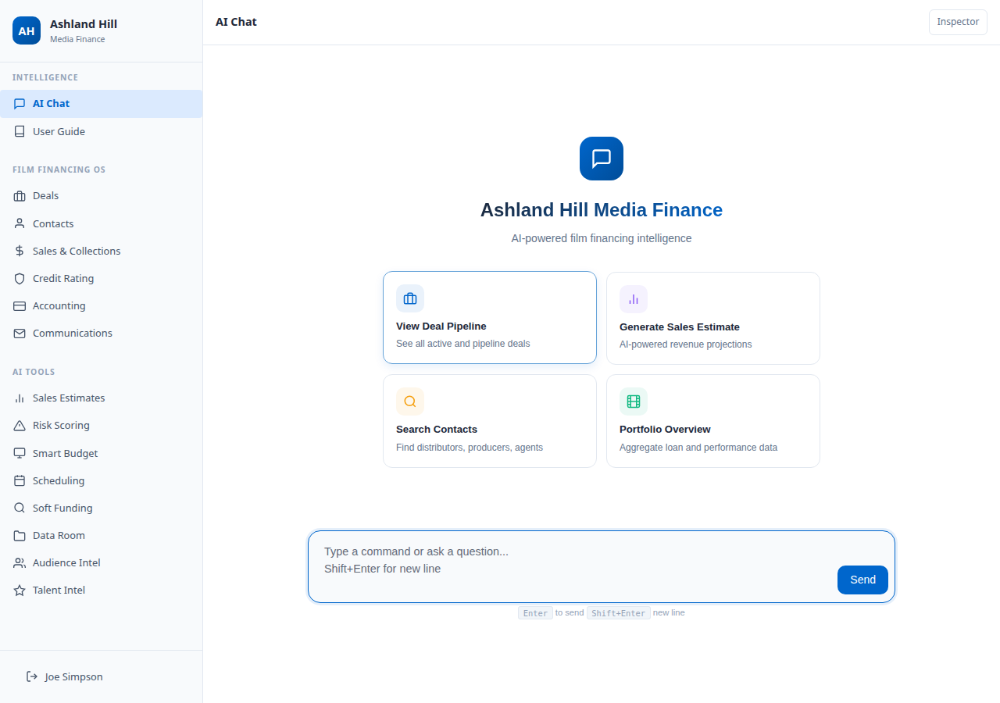 AH
Ashland Hill
Media Finance
INTELLIGENCE
AI Chat
User Guide
FILM FINANCING OS
Deals
Contacts
Sales & Collections
Credit Rating
Accounting
Communications
AI TOOLS
Sales Estimates
Risk Scoring
Smart Budget
Scheduling
Soft Funding
Data Room
Audience Intel
Talent Intel
Joe Simpson
AI Chat
Inspector
Ashland Hill Media Finance
AI-powered film financing intelligence
View Deal Pipeline
See all active and pipeline deals
Generate Sales Estimate
AI-powered revenue projections
Search Contacts
Find distributors, producers, agents
Portfolio Overview
Aggregate loan and performance data
Type a command or ask a question...
Shift+Enter for new line
Send
Enter to send Shift+Enter new line